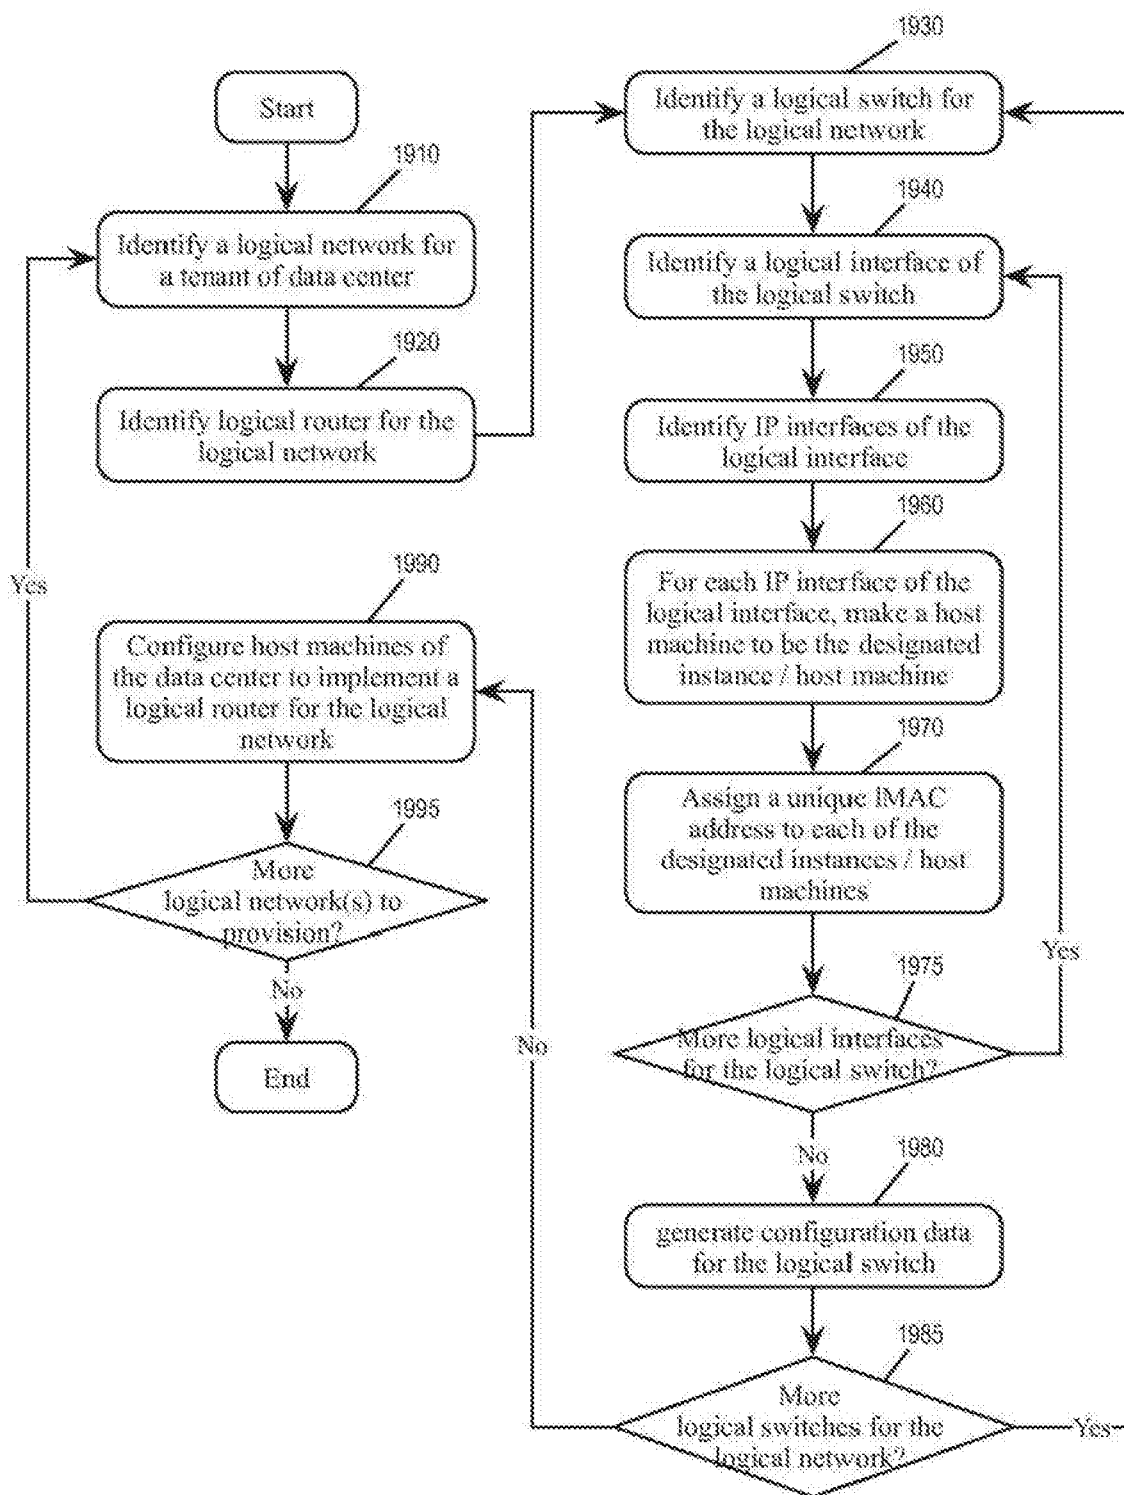 Start
1910
Identify a logical network for
a tenant of data center
1920
Identify logical router for the
logical network
1930
Identify a logical switch for
the logical network
1940
Identify a logical interface of
the logical switch
1950
Identify IP interfaces of the
logical interface
1960
For each IP interface of the
logical interface, make a host
machine to be the designated
instance / host machine
1970
Assign a unique lMAC
address to each of the
designated instances / host
machines
1975
More logical interfaces
for the logical switch?
Yes
No
1980
generate configuration data
for the logical switch
1985
More
logical switches for the
logical network?
Yes
No
1990
Configure host machines of
the data center to implement a
logical router for the logical
network
1995
More
logical network(s) to
provision?
Yes
No
End